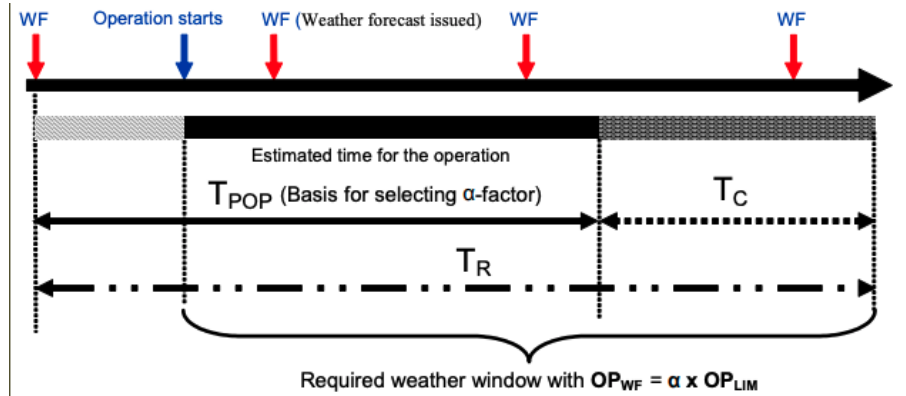 WF Operation starts WF (Weather forecast issued) WF WF
Estimated time for the operation
TPOP (Basis for selecting α-factor) TC
TR
Required weather window with OPWF = α x OPLIM